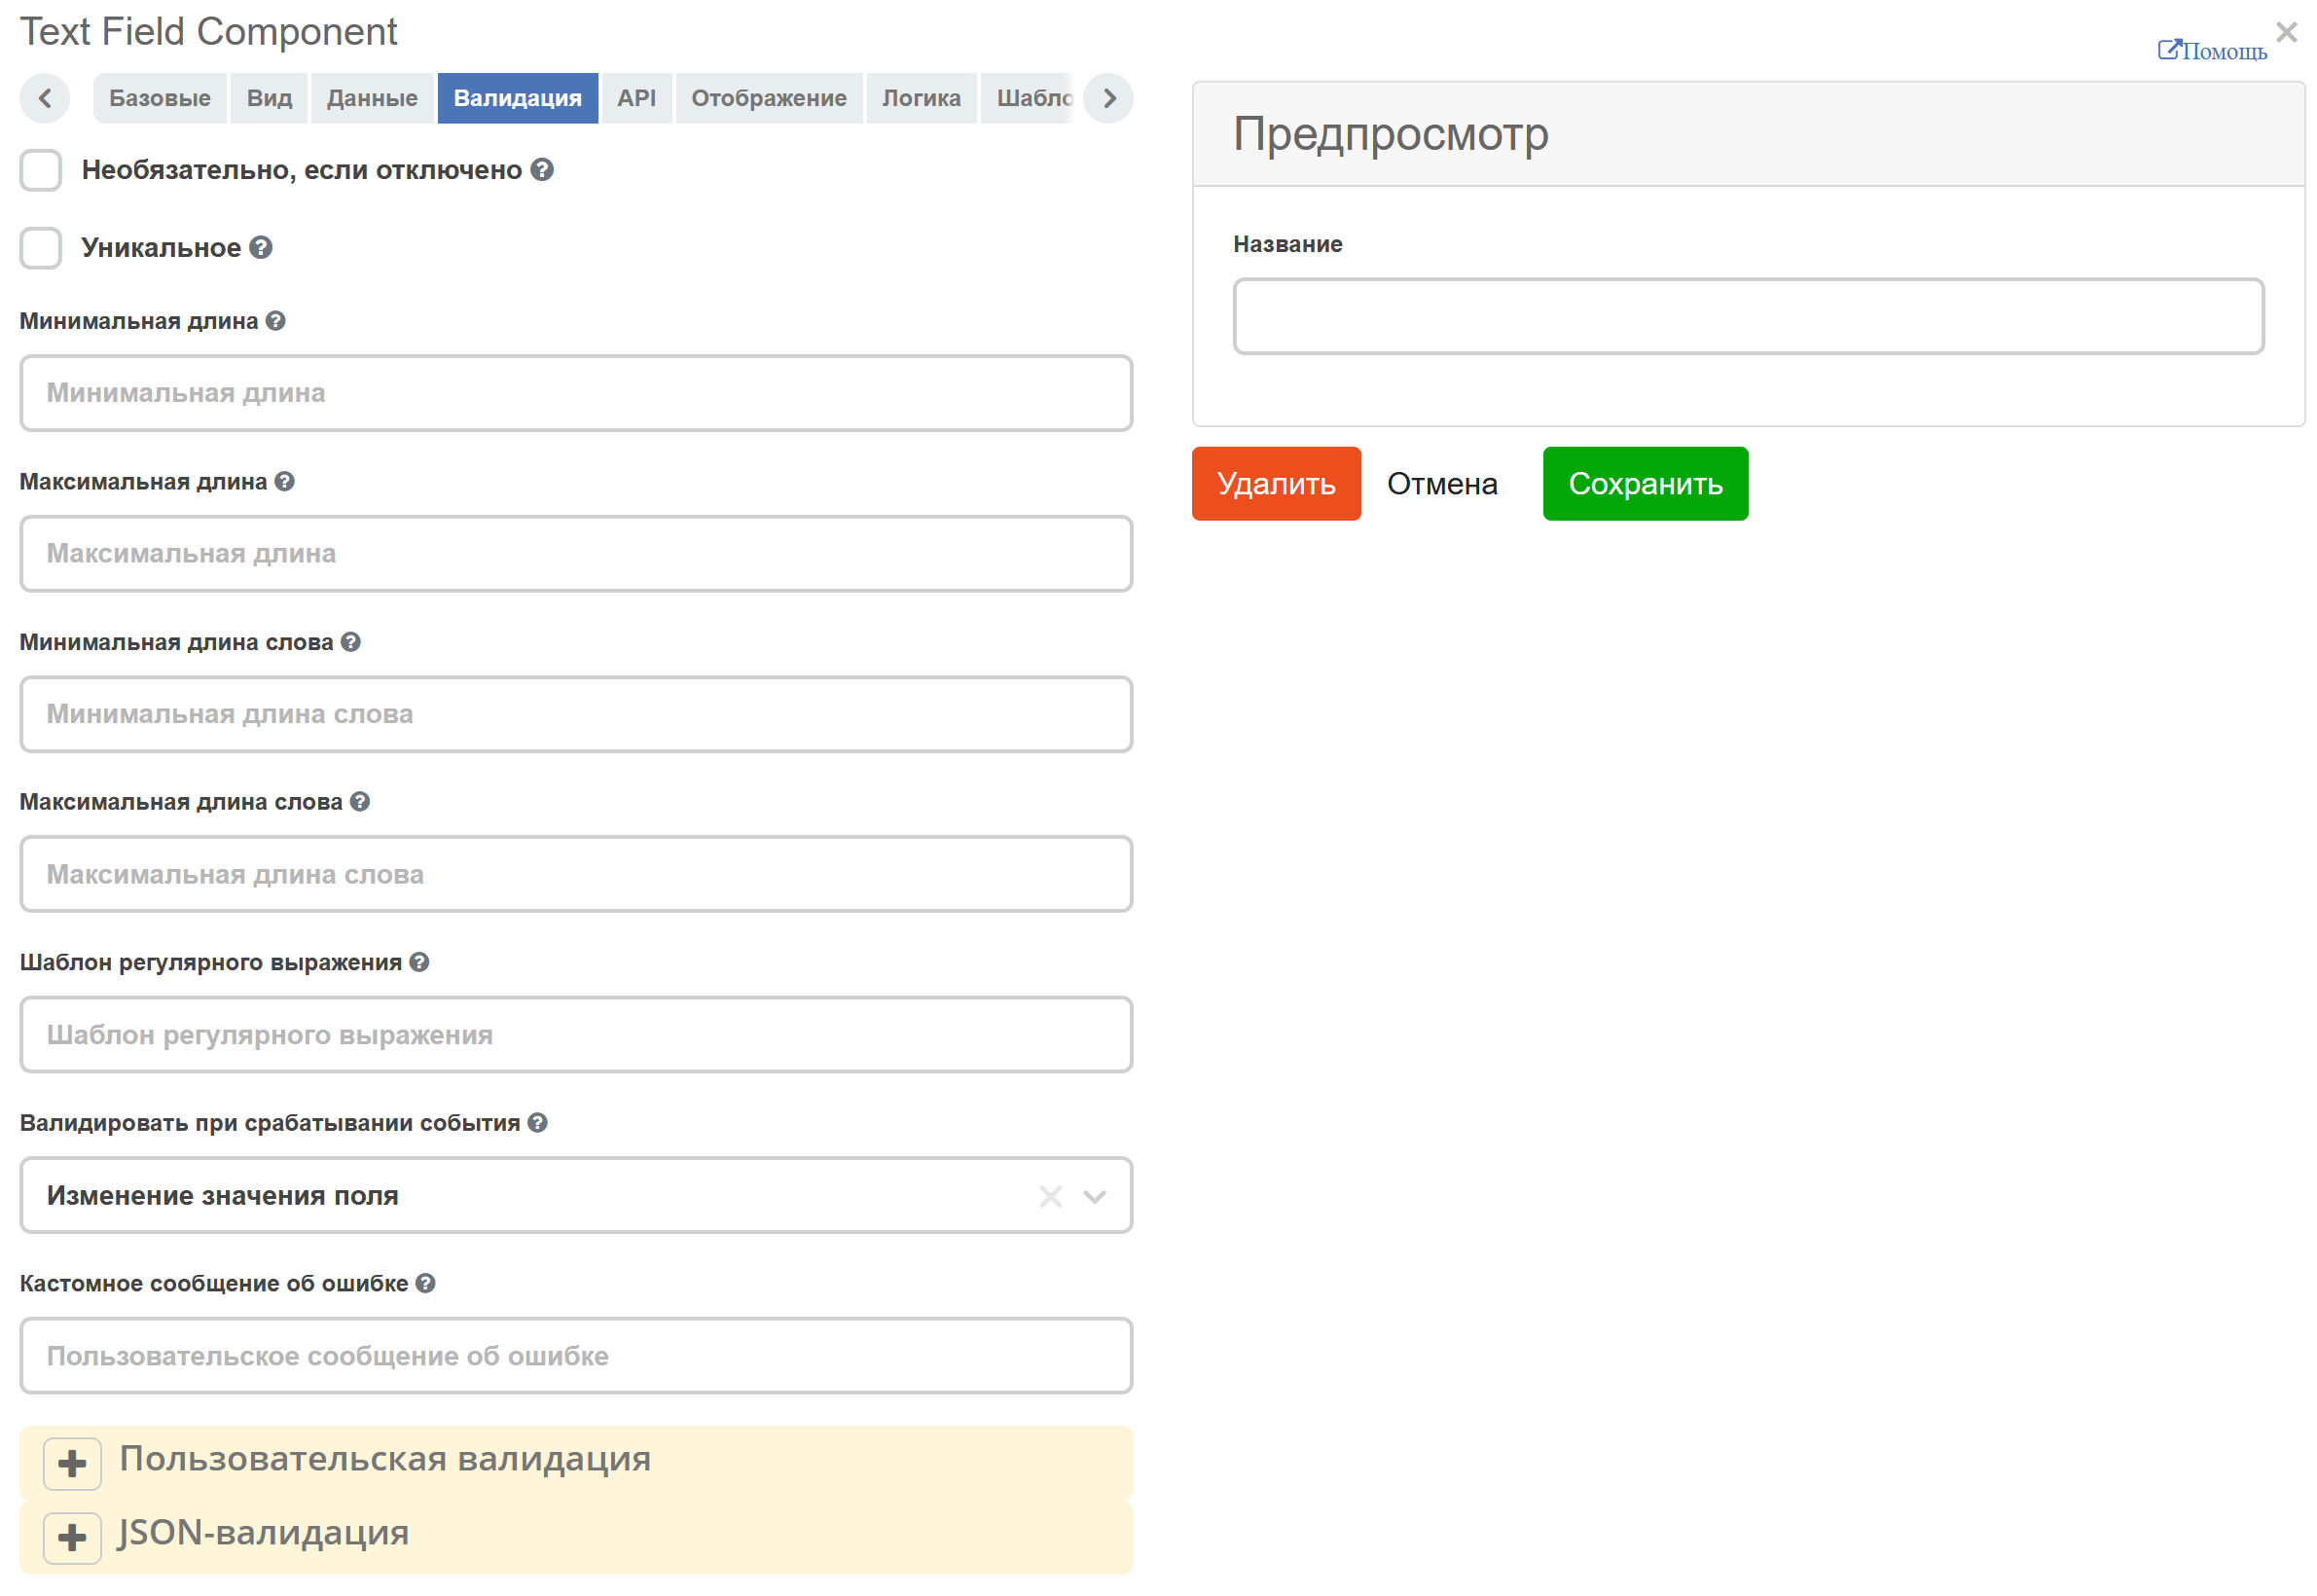 Text Field Component
Помощь
Базовые Вид Данные Валидация API Отображение Логика Шабло
Необязательно, если отключено
Уникальное
Минимальная длина
Минимальная длина
Максимальная длина
Максимальная длина
Минимальная длина слова
Минимальная длина слова
Максимальная длина слова
Максимальная длина слова
Шаблон регулярного выражения
Шаблон регулярного выражения
Валидировать при срабатывании события
Изменение значения поля
Кастомное сообщение об ошибке
Пользовательское сообщение об ошибке
Пользовательская валидация
JSON-валидация
Предпросмотр
Название
Удалить Отмена Сохранить